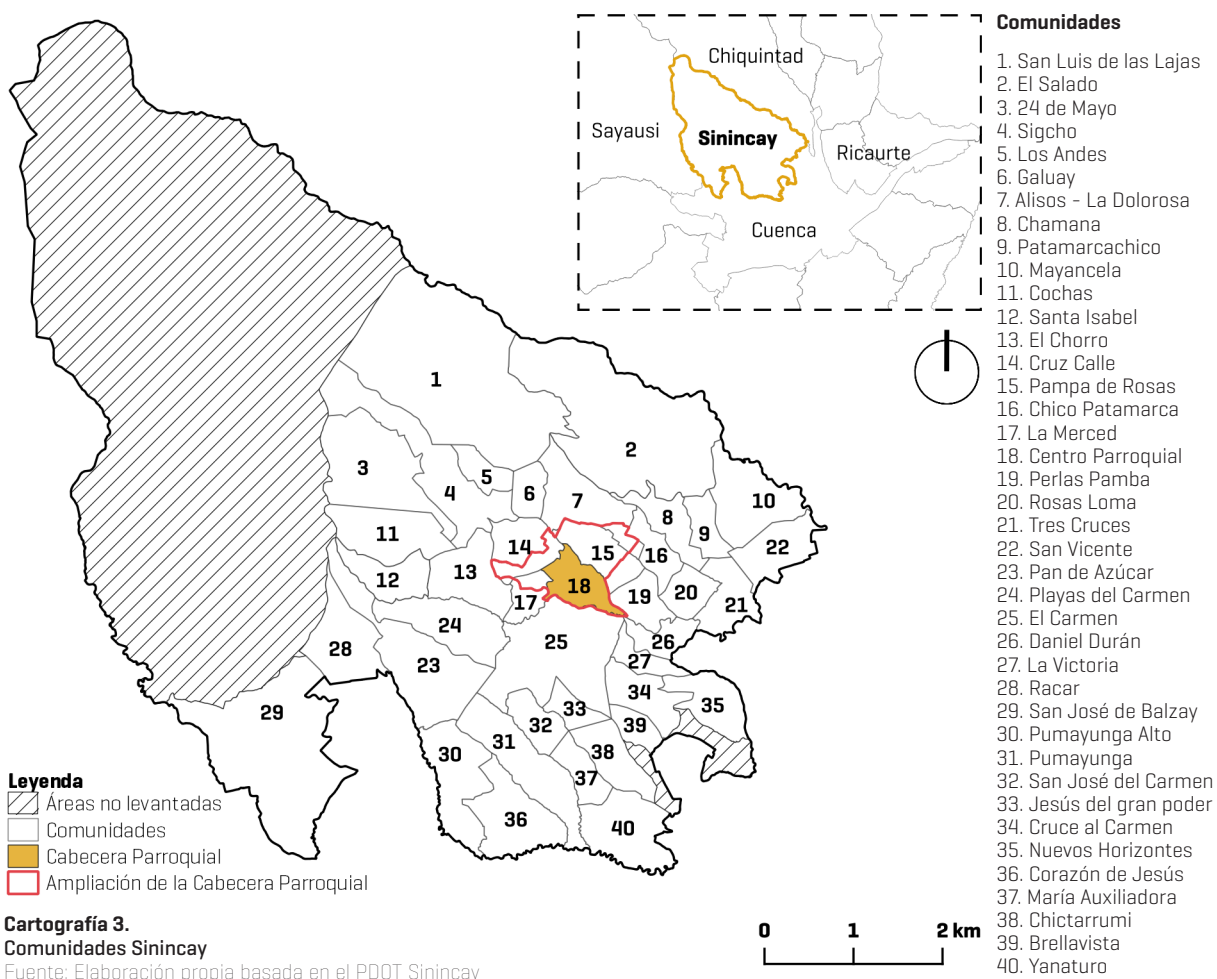 Chiquintad
Sayausi
Sinincay
Ricaurte
Cuenca
Comunidades
1. San Luis de las Lajas
2. El Salado
3. 24 de Mayo
4. Sigcho
5. Los Andes
6. Galuay
7. Alisos - La Dolorosa
8. Chamana
9. Patamarcachico
10. Mayancela
11. Cochas
12. Santa Isabel
13. El Chorro
14. Cruz Calle
15. Pampa de Rosas
16. Chico Patamarca
17. La Merced
18. Centro Parroquial
19. Perlas Pamba
20. Rosas Loma
21. Tres Cruces
22. San Vicente
23. Pan de Azúcar
24. Playas del Carmen
25. El Carmen
26. Daniel Durán
27. La Victoria
28. Racar
29. San José de Balzay
30. Pumayunga Alto
31. Pumayunga
32. San José del Carmen
33. Jesús del gran poder
34. Cruce al Carmen
35. Nuevos Horizontes
36. Corazón de Jesús
37. María Auxiliadora
38. Chictarrumi
39. Brellavista
40. Yanaturo
1
2
3
4
5
6
7
8
9
10
11
12
13
14
15
16
17
18
19
20
21
22
23
24
25
26
27
28
29
30
31
32
33
34
35
36
37
38
39
40
Leyenda
Áreas no levantadas
Comunidades
Cabecera Parroquial
Ampliación de la Cabecera Parroquial
Cartografía 3.
Comunidades Sinincay
Fuente: Elaboración propia basada en el PDOT Sinincay
0 1 2 km